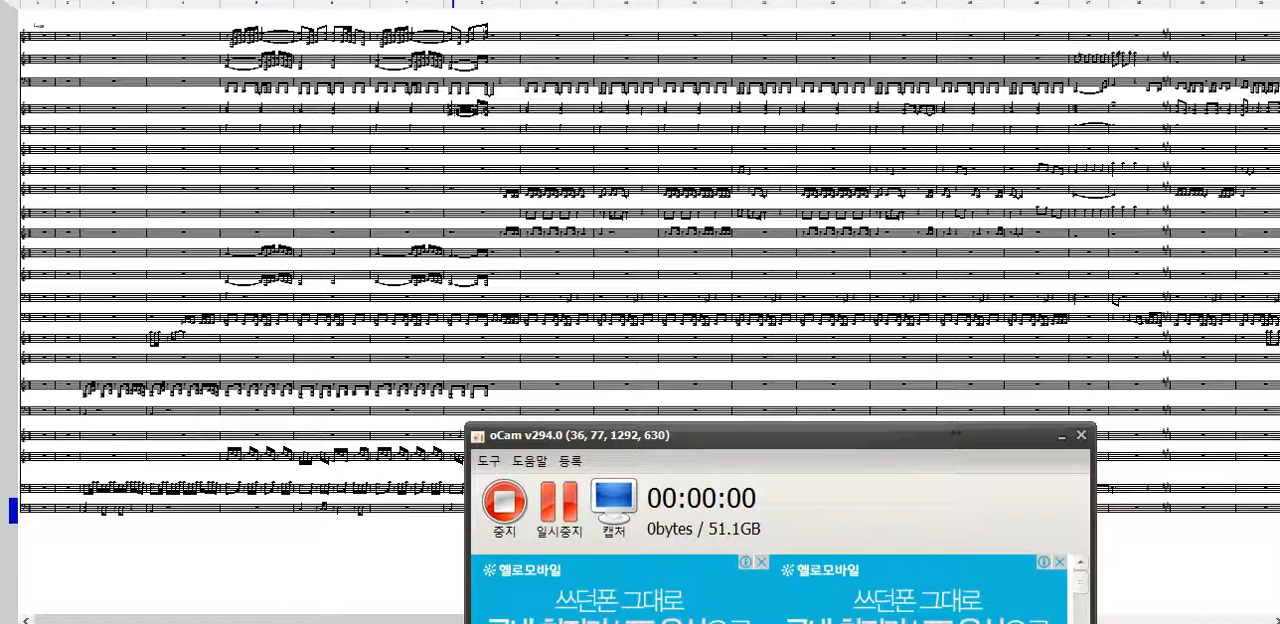 oCam v294.0 (36, 77, 1292, 630)
도구 도움말 등록
00:00:00
중지 일시중지 캡처
0bytes / 51.1GB
헬로모바일 헬로모바일
쓰던폰 그대로 쓰던폰 그대로